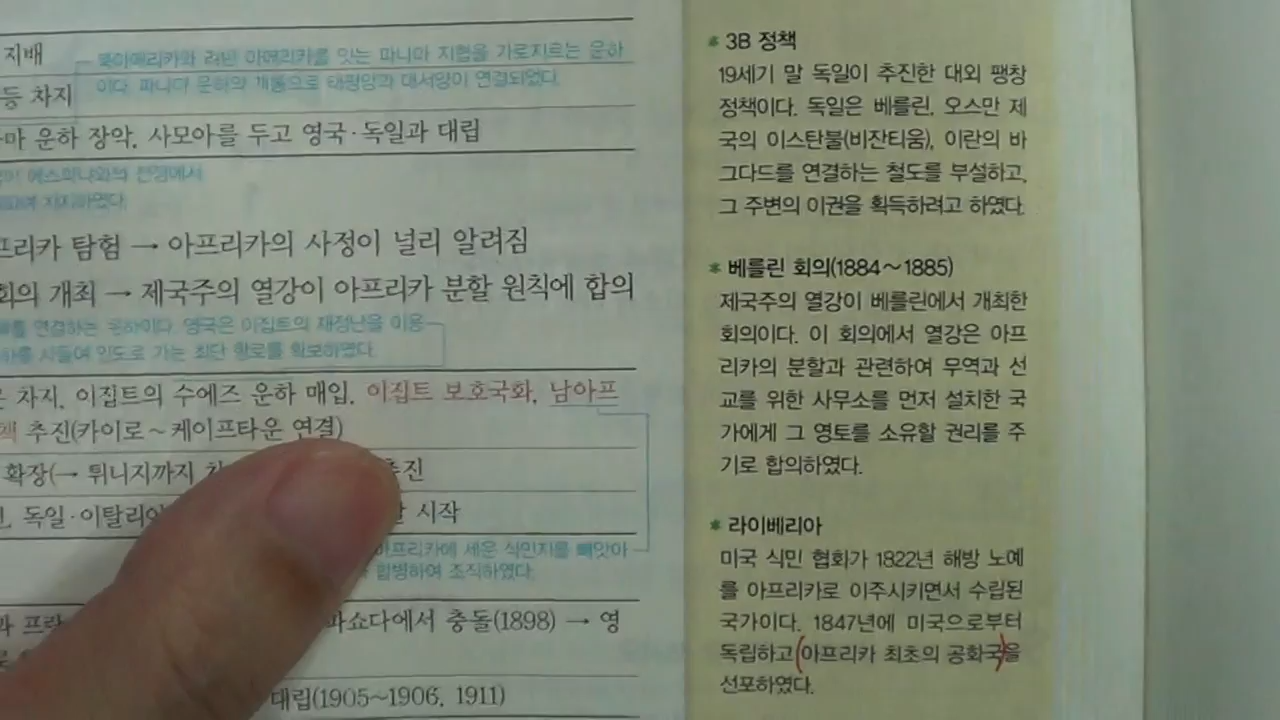 지배
북아메리카와 라틴 아메리카를 잇는 파나마 지협을 가로지르는 운하
이다. 파나마 운하의 개통으로 태평양과 대서양이 연결되었다.
등 차지
마 운하 장악, 사모아를 두고 영국·독일과 대립
에스파냐와의 전쟁에서
차지하였다.
프리카 탐험 → 아프리카의 사정이 널리 알려짐
회의 개최 → 제국주의 열강이 아프리카 분할 원칙에 합의
를 연결하는 운하이다. 영국은 이집트의 재정난을 이용
하를 사들여 인도로 가는 최단 항로를 확보하였다.
차지, 이집트의 수에즈 운하 매입, 이집트 보호국화, 남아프
책 추진(카이로~케이프타운 연결)
확장(→ 튀니지까지
추진
독일·이탈리아
시작
아프리카에 세운 식민지를 빼앗아
합병하여 조직하였다.
과 프랑
파쇼다에서 충돌(1898) → 영
대립(1905~1906, 1911)
* 3B 정책
19세기 말 독일이 추진한 대외 팽창
정책이다. 독일은 베를린, 오스만 제
국의 이스탄불(비잔티움), 이란의 바
그다드를 연결하는 철도를 부설하고,
그 주변의 이권을 획득하려고 하였다.
* 베를린 회의(1884~1885)
제국주의 열강이 베를린에서 개최한
회의이다. 이 회의에서 열강은 아프
리카의 분할과 관련하여 무역과 선
교를 위한 사무소를 먼저 설치한 국
가에게 그 영토를 소유할 권리를 주
기로 합의하였다.
* 라이베리아
미국 식민 협회가 1822년 해방 노예
를 아프리카로 이주시키면서 수립된
국가이다. 1847년에 미국으로부터
독립하고(아프리카 최초의 공화국)을
선포하였다.